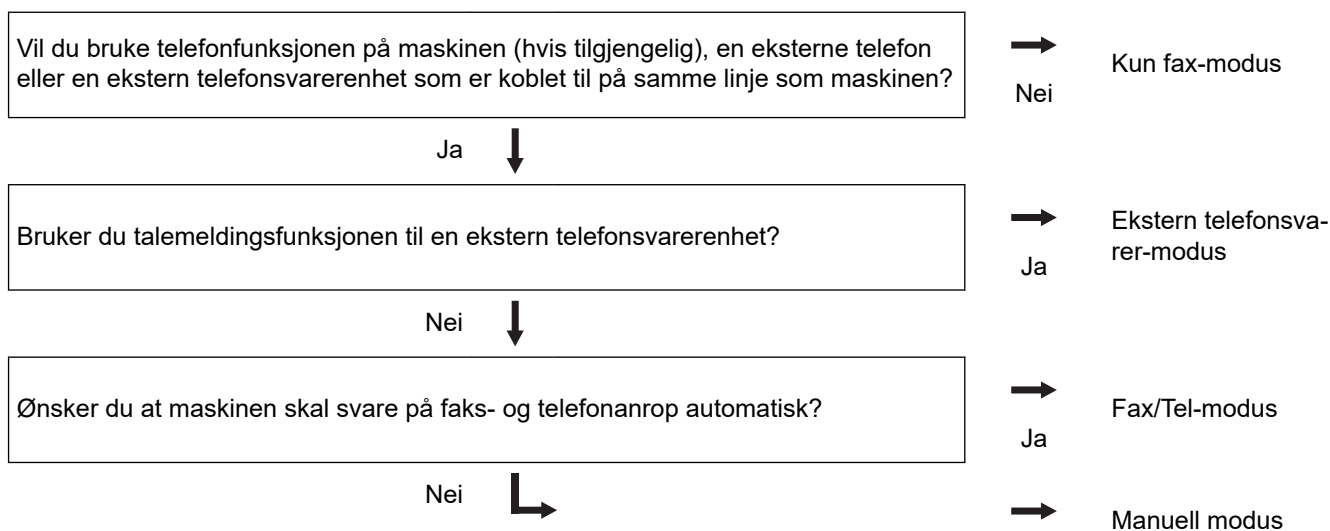 Vil du bruke telefonfunksjonen på maskinen (hvis tilgjengelig), en eksterne telefon
eller en ekstern telefonsvarerenhet som er koblet til på samme linje som maskinen?
Nei
Kun fax-modus
Ja
Bruker du talemeldingsfunksjonen til en ekstern telefonsvarerenhet?
Ja
Ekstern telefonsva-
rer-modus
Nei
Ønsker du at maskinen skal svare på faks- og telefonanrop automatisk?
Ja
Fax/Tel-modus
Nei
Manuell modus